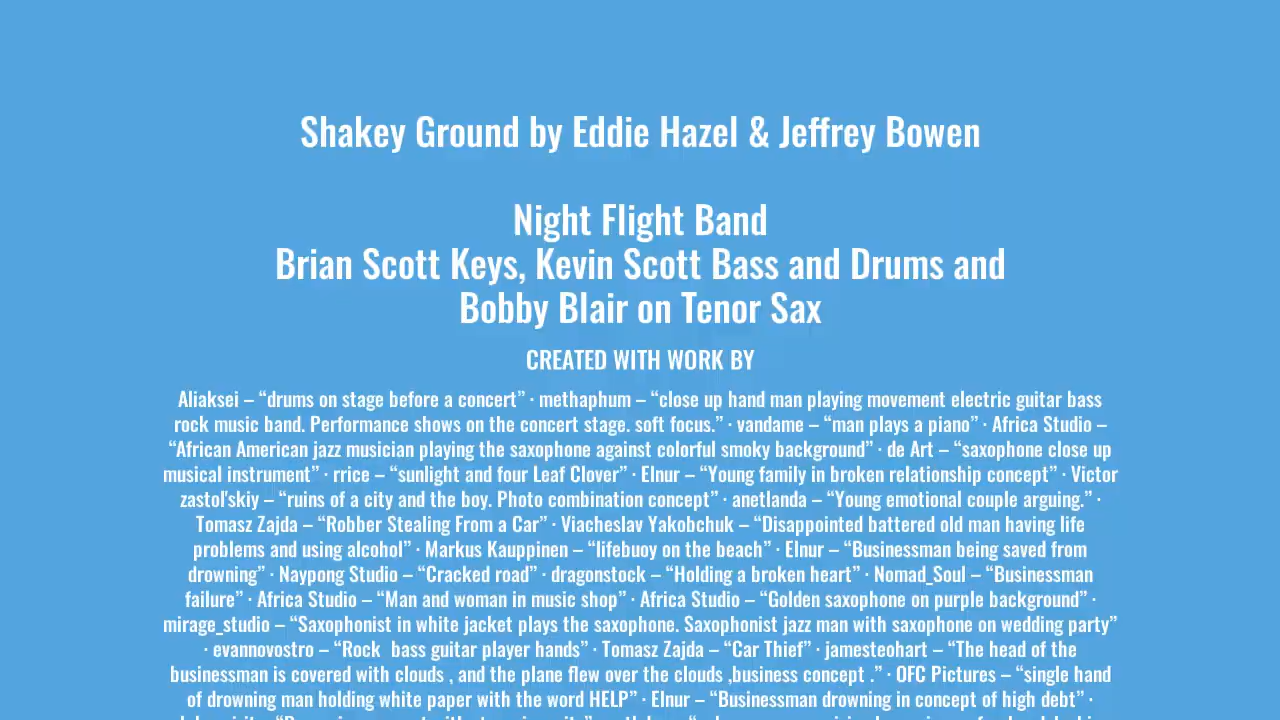 Shakey Ground by Eddie Hazel & Jeffrey Bowen
Night Flight Band
Brian Scott Keys, Kevin Scott Bass and Drums and
Bobby Blair on Tenor Sax
CREATED WITH WORK BY
Aliaksei – “drums on stage before a concert” · methaphum – “close up hand man playing movement electric guitar bass
rock music band. Performance shows on the concert stage. soft focus.” · vandame – “man plays a piano” · Africa Studio –
“African American jazz musician playing the saxophone against colorful smoky background” · de Art – “saxophone close up
musical instrument” · rrice – “sunlight and four Leaf Clover” · Elnur – “Young family in broken relationship concept” · Victor
zastol'skiy – “ruins of a city and the boy. Photo combination concept” · anetlanda – “Young emotional couple arguing.” ·
Tomasz Zajda – “Robber Stealing From a Car” · Viacheslav Yakobchuk – “Disappointed battered old man having life
problems and using alcohol” · Markus Kauppinen – “lifebuoy on the beach” · Elnur – “Businessman being saved from
drowning” · Naypong Studio – “Cracked road” · dragonstock – “Holding a broken heart” · Nomad_Soul – “Businessman
failure” · Africa Studio – “Man and woman in music shop” · Africa Studio – “Golden saxophone on purple background” ·
mirage_studio – “Saxophonist in white jacket plays the saxophone. Saxophonist jazz man with saxophone on wedding party”
· evannovostro – “Rock  bass guitar player hands” · Tomasz Zajda – “Car Thief” · jamesteohart – “The head of the
businessman is covered with clouds , and the plane flew over the clouds ,business concept .” · OFC Pictures – “single hand
of drowning man holding white paper with the word HELP” · Elnur – “Businessman drowning in concept of high debt” ·